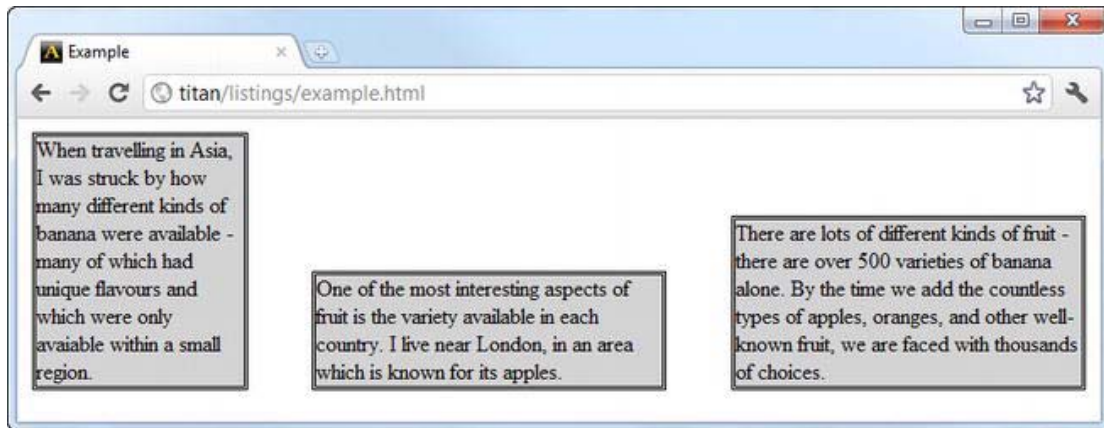 Example
titan/listings/example.html
When travelling in Asia,
I was struck by how
many different kinds of
banana were available -
many of which had
unique flavours and
which were only
avaiable within a small
region.
One of the most interesting aspects of
fruit is the variety available in each
country. I live near London, in an area
which is known for its apples.
There are lots of different kinds of fruit -
there are over 500 varieties of banana
alone. By the time we add the countless
types of apples, oranges, and other well-
known fruit, we are faced with thousands
of choices.